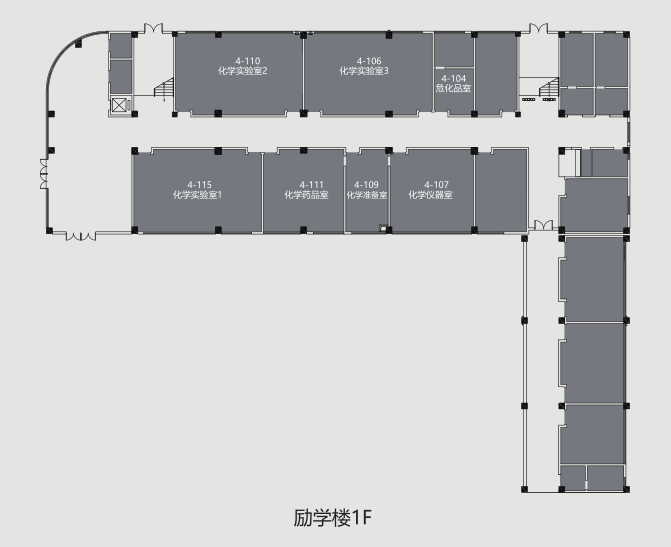 4-110
化学实验室2
4-106
化学实验室3
4-104
危化品室
4-115
化学实验室1
4-111
化学药品室
4-109
化学准备室
4-107
化学仪器室
励学楼1F